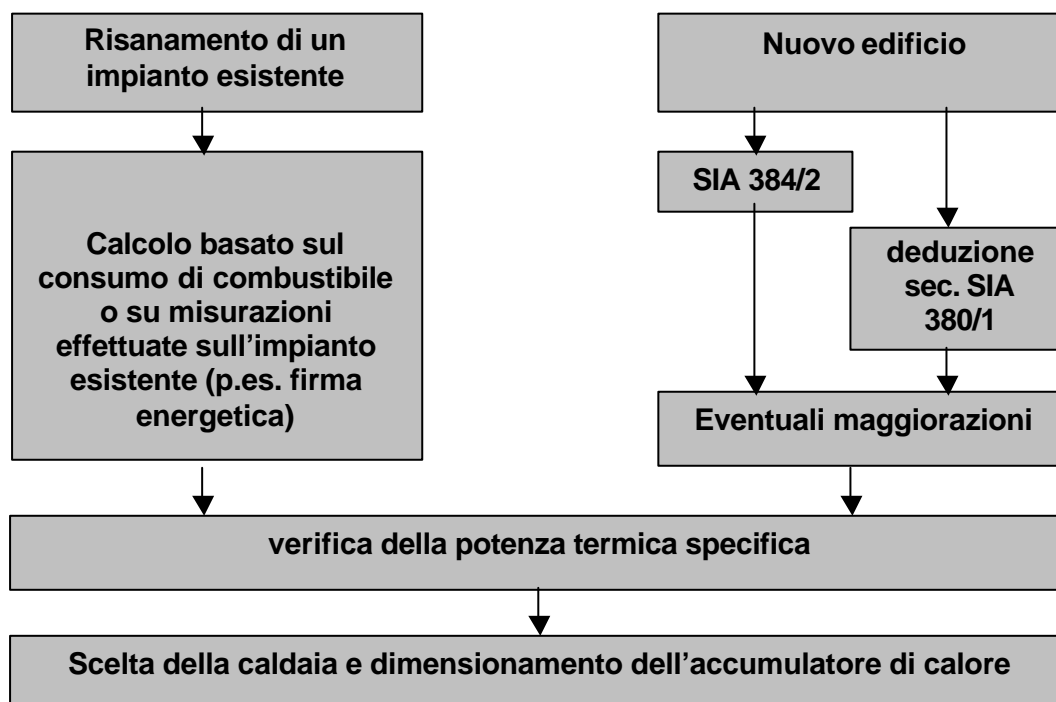 Risanamento di un
impianto esistente
Nuovo edificio
SIA 384/2
Calcolo basato sul
consumo di combustibile
o su misurazioni
effettuate sull’impianto
esistente (p.es. firma
energetica)
deduzione
sec. SIA
380/1
Eventuali maggiorazioni
verifica della potenza termica specifica
Scelta della caldaia e dimensionamento dell’accumulatore di calore